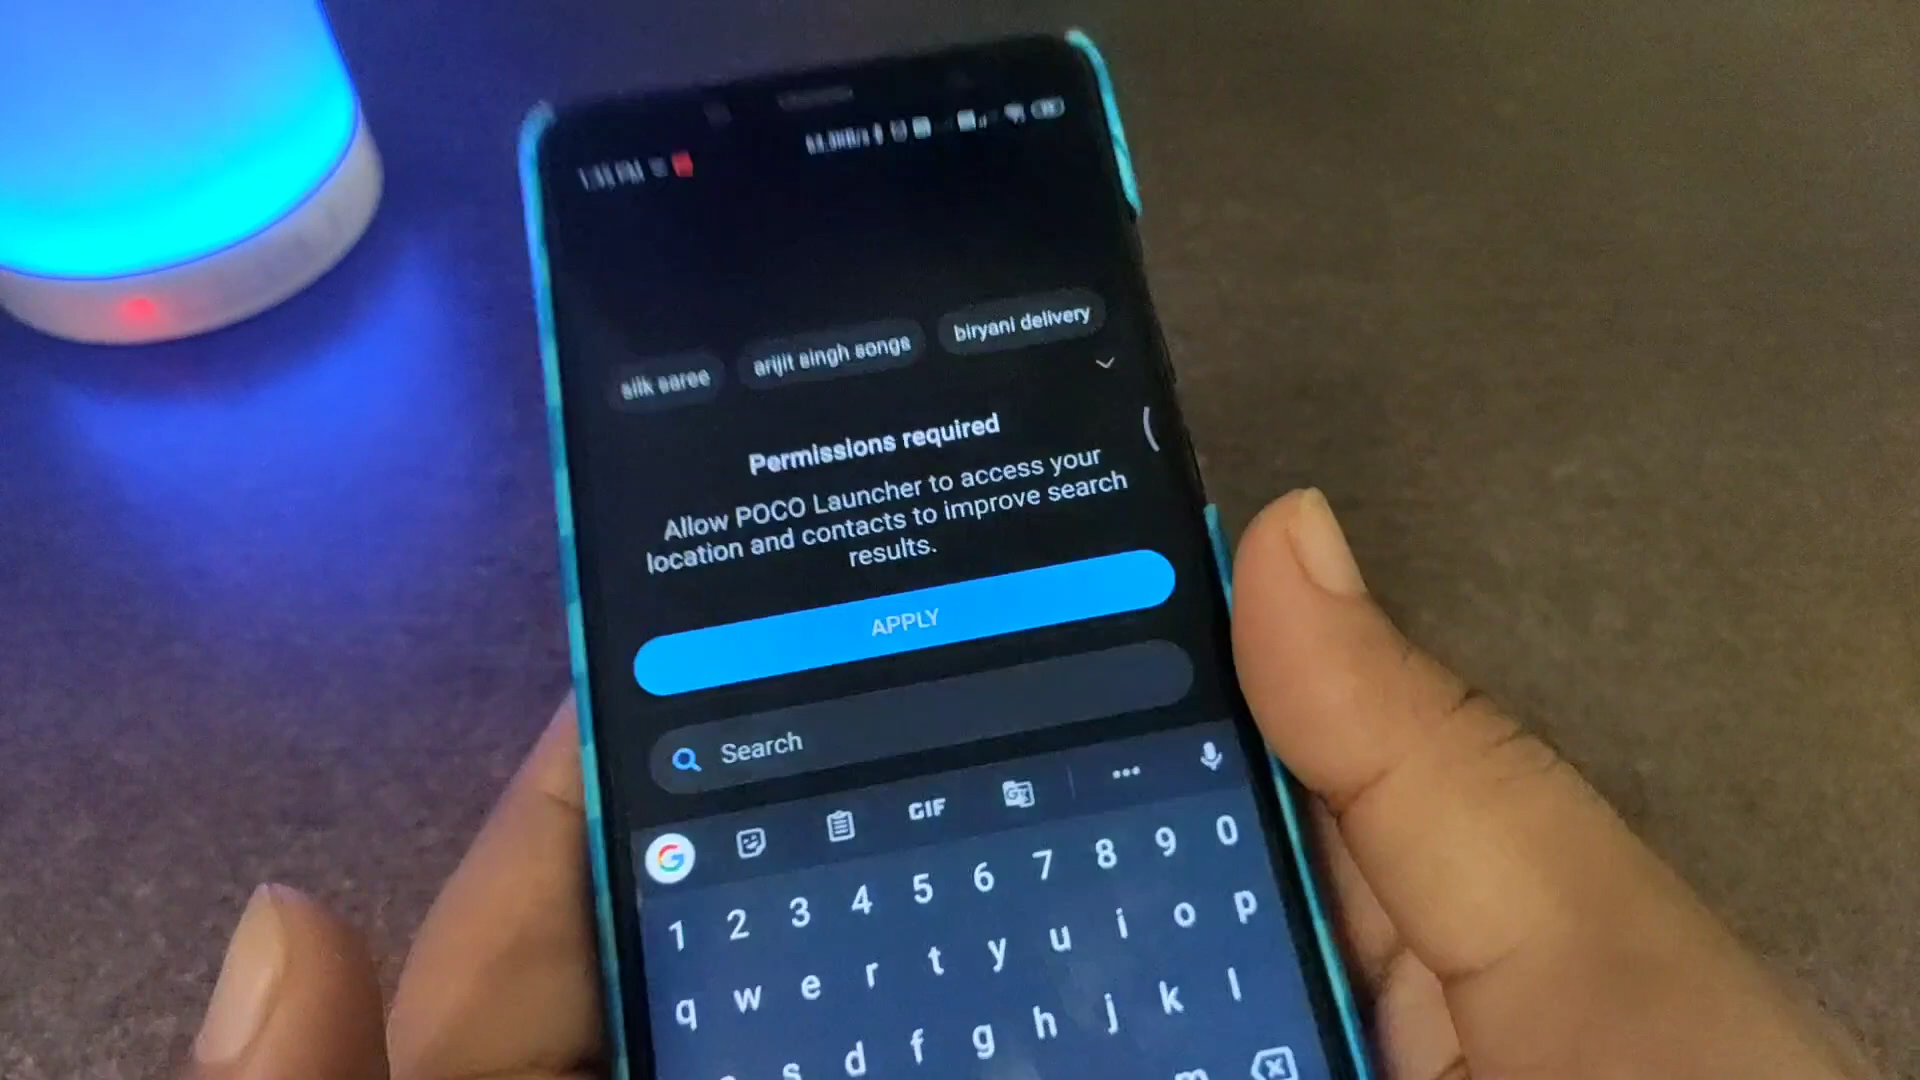 silk saree
arijit singh songs
biryani delivery
Permissions required
Allow POCO Launcher to access your
location and contacts to improve search
results.
APPLY
Search
G
GIF
1 2 3 4 5 6 7 8 9 0
q w e r t y u i o p
s d f g h j k l
m